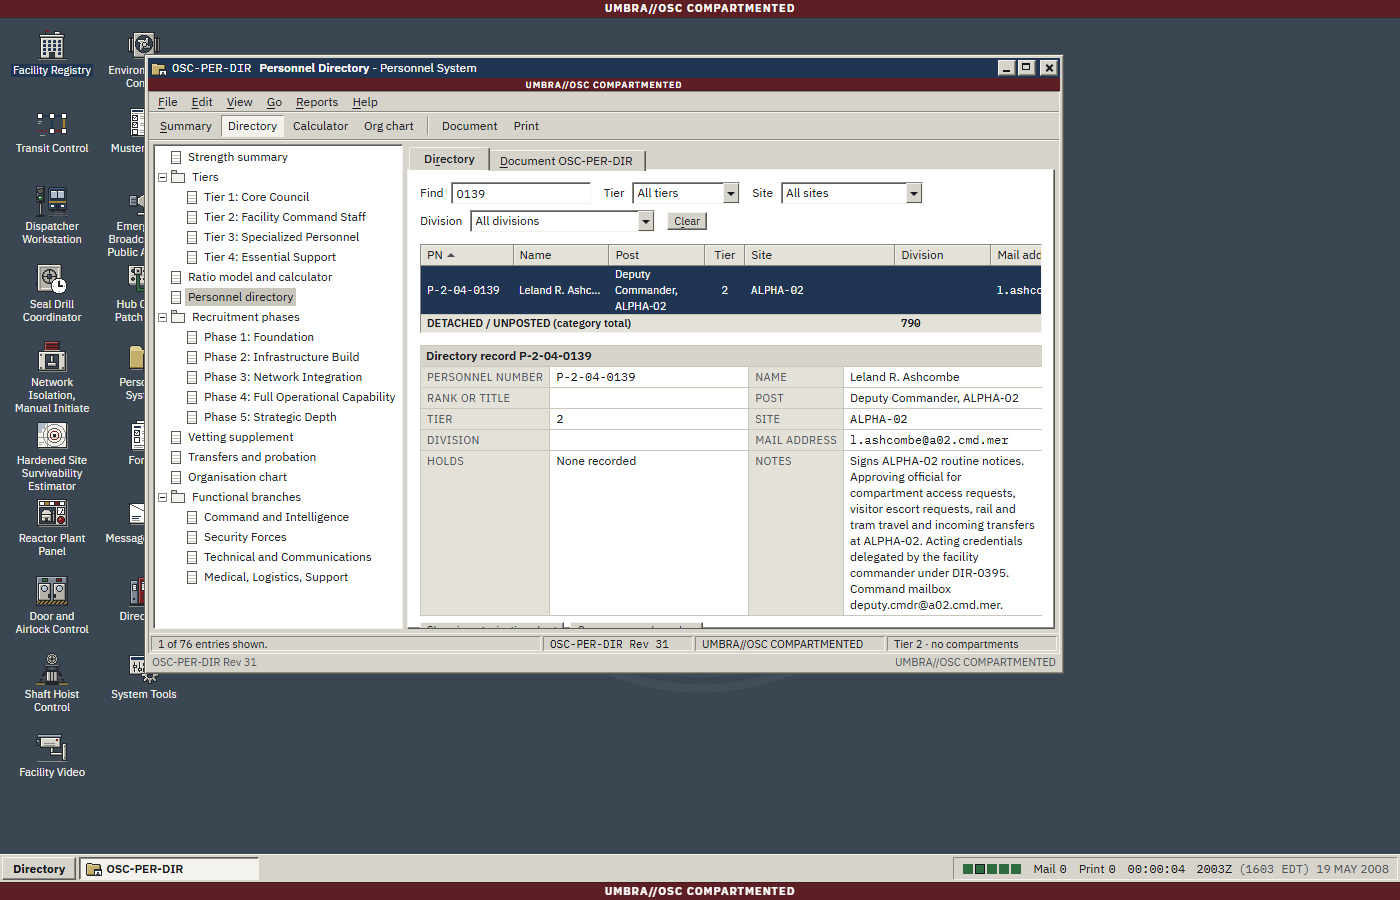 UMBRA//OSC COMPARTMENTED
Facility Registry
Transit Control
Dispatcher
Workstation
Seal Drill
Coordinator
Network
Isolation,
Manual Initiate
Hardened Site
Survivability
Estimator
Reactor Plant
Panel
Door and
Airlock Control
Shaft Hoist
Control
Facility Video
System Tools
OSC-PER-DIR Personnel Directory - Personnel System
UMBRA//OSC COMPARTMENTED
File Edit View Go Reports Help
Summary Directory Calculator Org chart Document Print
Strength summary
Tiers
Tier 1: Core Council
Tier 2: Facility Command Staff
Tier 3: Specialized Personnel
Tier 4: Essential Support
Ratio model and calculator
Personnel directory
Recruitment phases
Phase 1: Foundation
Phase 2: Infrastructure Build
Phase 3: Network Integration
Phase 4: Full Operational Capability
Phase 5: Strategic Depth
Vetting supplement
Transfers and probation
Organisation chart
Functional branches
Command and Intelligence
Security Forces
Technical and Communications
Medical, Logistics, Support
Directory Document OSC-PER-DIR
Find 0139 Tier All tiers Site All sites
Division All divisions Clear
PN Name Post Tier Site Division Mail add
P-2-04-0139 Leland R. Ashc... Deputy Commander, ALPHA-02 2 ALPHA-02 l.ashco
DETACHED / UNPOSTED (category total) 790
Directory record P-2-04-0139
PERSONNEL NUMBER P-2-04-0139 NAME Leland R. Ashcombe
RANK OR TITLE POST Deputy Commander, ALPHA-02
TIER 2 SITE ALPHA-02
DIVISION MAIL ADDRESS l.ashcombe@a02.cmd.mer
HOLDS None recorded NOTES Signs ALPHA-02 routine notices.
Approving official for
compartment access requests,
visitor escort requests, rail and
tram travel and incoming transfers
at ALPHA-02. Acting credentials
delegated by the facility
commander under DIR-0395.
Command mailbox
deputy.cmdr@a02.cmd.mer.
1 of 76 entries shown. OSC-PER-DIR Rev 31 UMBRA//OSC COMPARTMENTED Tier 2 · no compartments
OSC-PER-DIR Rev 31 UMBRA//OSC COMPARTMENTED
Directory OSC-PER-DIR Mail 0 Print 0 00:00:04 2003Z (1603 EDT) 19 MAY 2008
UMBRA//OSC COMPARTMENTED